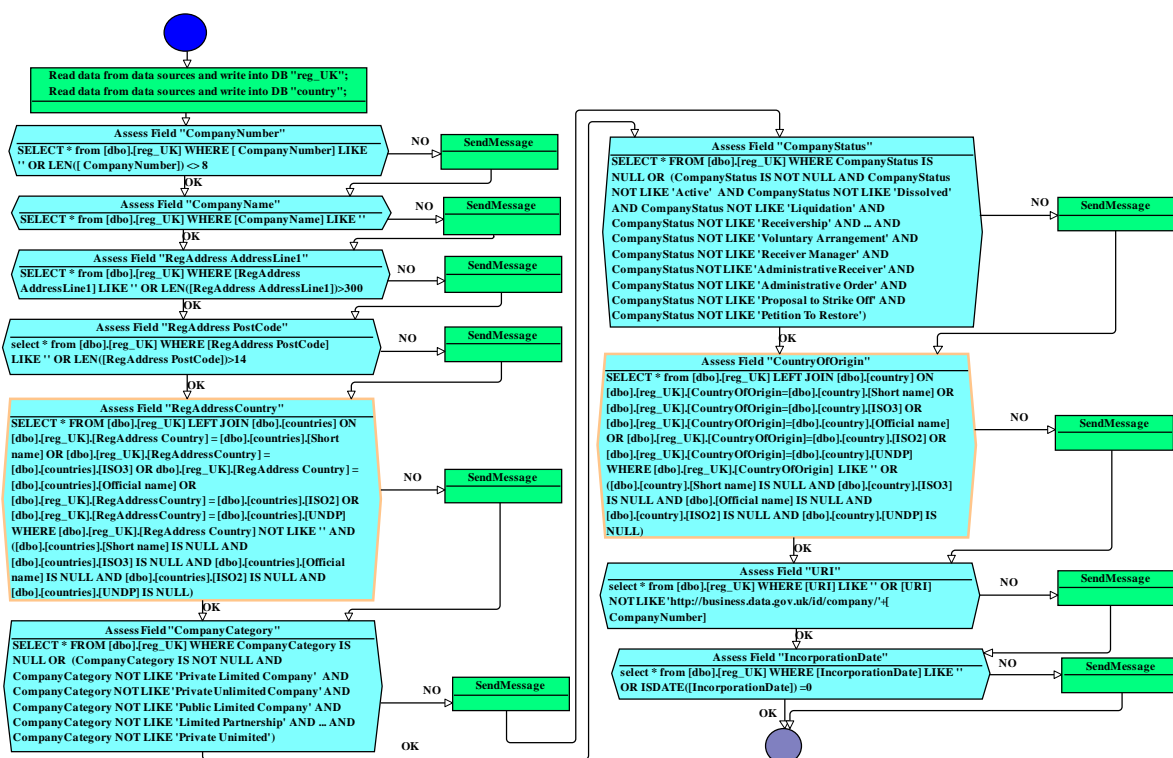 Read data from data sources and write into DB "reg_UK";
Read data from data sources and write into DB "country";
Assess Field "CompanyNumber"
SELECT * from [dbo].[reg_UK] WHERE [ CompanyNumber] LIKE
'' OR LEN([ CompanyNumber]) <> 8
NO
SendMessage
OK
Assess Field "CompanyName"
SELECT * from [dbo].[reg_UK] WHERE [CompanyName] LIKE ''
NO
SendMessage
OK
Assess Field "RegAddress AddressLine1"
SELECT * from [dbo].[reg_UK] WHERE [RegAddress
AddressLine1] LIKE '' OR LEN([RegAddress AddressLine1])>300
NO
SendMessage
OK
Assess Field "RegAddress PostCode"
select * from [dbo].[reg_UK] WHERE [RegAddress PostCode]
LIKE '' OR LEN([RegAddress PostCode])>14
NO
SendMessage
OK
Assess Field "RegAddressCountry"
SELECT * FROM [dbo].[reg_UK] LEFT JOIN [dbo].[countries] ON
[dbo].[reg_UK].[RegAddress Country] = [dbo].[countries].[Short
name] OR [dbo].[reg_UK].[RegAddressCountry] =
[dbo].[countries].[ISO3] OR dbo].[reg_UK].[RegAddress Country] =
[dbo].[countries].[Official name] OR
[dbo].[reg_UK].[RegAddressCountry] = [dbo].[countries].[ISO2] OR
[dbo].[reg_UK].[RegAddressCountry] = [dbo].[countries].[UNDP]
WHERE [dbo].[reg_UK].[RegAddress Country] NOT LIKE '' AND
([dbo].[countries].[Short name] IS NULL AND
[dbo].[countries].[ISO3] IS NULL AND [dbo].[countries].[Official
name] IS NULL AND [dbo].[countries].[ISO2] IS NULL AND
[dbo].[countries].[UNDP] IS NULL)
NO
SendMessage
OK
Assess Field "CompanyCategory"
SELECT * FROM [dbo].[reg_UK] WHERE CompanyCategory IS
NULL OR (CompanyCategory IS NOT NULL AND
CompanyCategory NOT LIKE 'Private Limited Company' AND
CompanyCategory NOT LIKE 'Private Unlimited Company' AND
CompanyCategory NOT LIKE 'Public Limited Company' AND
CompanyCategory NOT LIKE 'Limited Partnership' AND ... AND
CompanyCategory NOT LIKE 'Private Unimited')
NO
SendMessage
OK
Assess Field "CompanyStatus"
SELECT * FROM [dbo].[reg_UK] WHERE CompanyStatus IS
NULL OR (CompanyStatus IS NOT NULL AND CompanyStatus
NOT LIKE 'Active' AND CompanyStatus NOT LIKE 'Dissolved'
AND CompanyStatus NOT LIKE 'Liquidation' AND
CompanyStatus NOT LIKE 'Receivership' AND ... AND
CompanyStatus NOT LIKE 'Voluntary Arrangement' AND
CompanyStatus NOT LIKE 'Receiver Manager' AND
CompanyStatus NOT LIKE 'Administrative Receiver' AND
CompanyStatus NOT LIKE 'Administrative Order' AND
CompanyStatus NOT LIKE 'Proposal to Strike Off' AND
CompanyStatus NOT LIKE 'Petition To Restore')
NO
SendMessage
OK
Assess Field "CountryOfOrigin"
SELECT * from [dbo].[reg_UK] LEFT JOIN [dbo].[country] ON
[dbo].[reg_UK].[CountryOfOrigin=[dbo].[country].[Short name] OR
[dbo].[reg_UK].[CountryOfOrigin=[dbo].[country].[ISO3] OR
[dbo].[reg_UK].[CountryOfOrigin]=[dbo].[country].[Official name]
OR [dbo].[reg_UK].[CountryOfOrigin]=[dbo].[country].[ISO2] OR
[dbo].[reg_UK].[CountryOfOrigin]=[dbo].[country].[UNDP]
WHERE [dbo].[reg_UK].[CountryOfOrigin] LIKE '' OR
([dbo].[country].[Short name] IS NULL AND [dbo].[country].[ISO3]
IS NULL AND [dbo].[Official name] IS NULL AND
[dbo].[country].[ISO2] IS NULL AND [dbo].[country].[UNDP] IS
NULL)
NO
SendMessage
OK
Assess Field "URI"
select * from [dbo].[reg_UK] WHERE [URI] LIKE '' OR [URI]
NOT LIKE 'http://business.data.gov.uk/id/company/'+[
CompanyNumber]
NO
SendMessage
OK
Assess Field "IncorporationDate"
select * from [dbo].[reg_UK] WHERE [IncorporationDate] LIKE ''
OR ISDATE([IncorporationDate]) =0
NO
SendMessage
OK